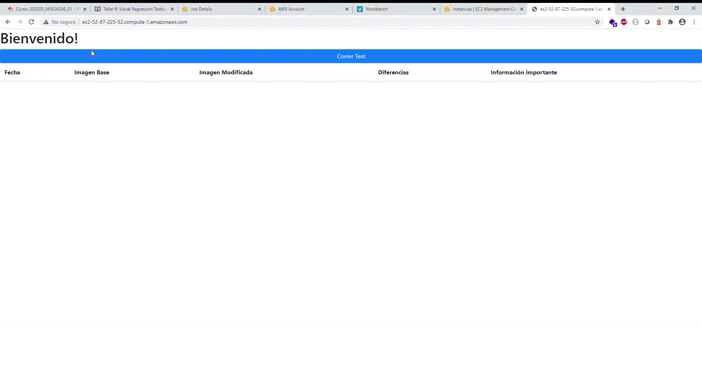 Curso: 202020_MISO4208_01 - P
Taller 6: Visual Regression Testin
Job Details
AWS Account
Workbench
Instancias | EC2 Management Co
ec2-52-87-225-52.compute-1.am
No seguro
ec2-52-87-225-52.compute-1.amazonaws.com
Bienvenido!
Correr Test
Fecha
Imagen Base
Imagen Modificada
Diferencias
Información importante